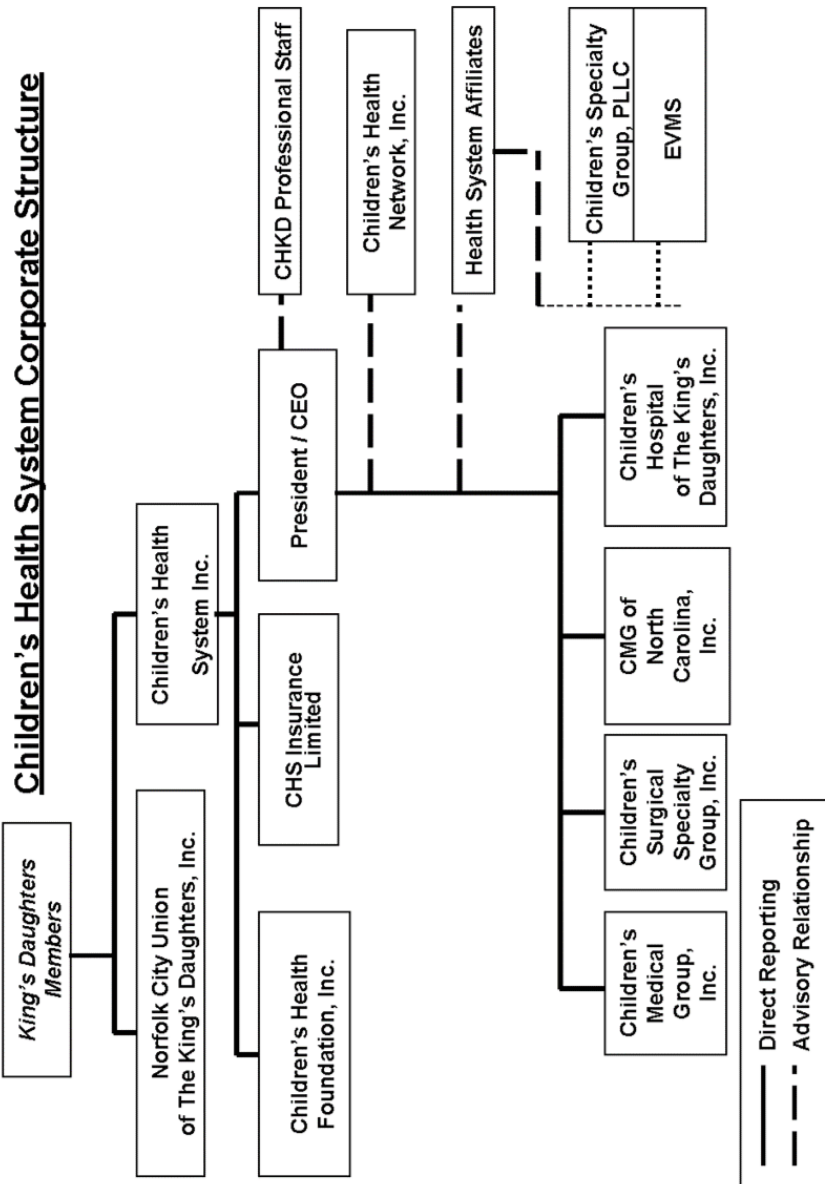 Children's Health System Corporate Structure
King's Daughters
Members
Norfolk City Union
of The King's Daughters, Inc.
Children's Health
System Inc.
Children's Health
Foundation, Inc.
CHS Insurance
Limited
President / CEO
CHKD Professional Staff
Children's Health
Network, Inc.
Health System Affiliates
Children's Specialty
Group, PLLC
EVMS
Children's
Medical
Group,
Inc.
Children's
Surgical
Specialty
Group, Inc.
CMG of
North
Carolina,
Inc.
Children's
Hospital
of The King's
Daughters, Inc.
Direct Reporting
Advisory Relationship